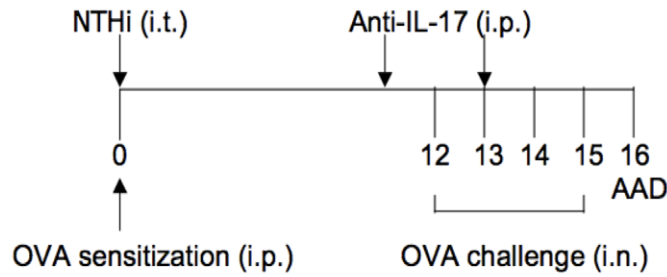 NTHi (i.t.) Anti-IL-17 (i.p.)
0 12 13 14 15 16
AAD
OVA sensitization (i.p.) OVA challenge (i.n.)